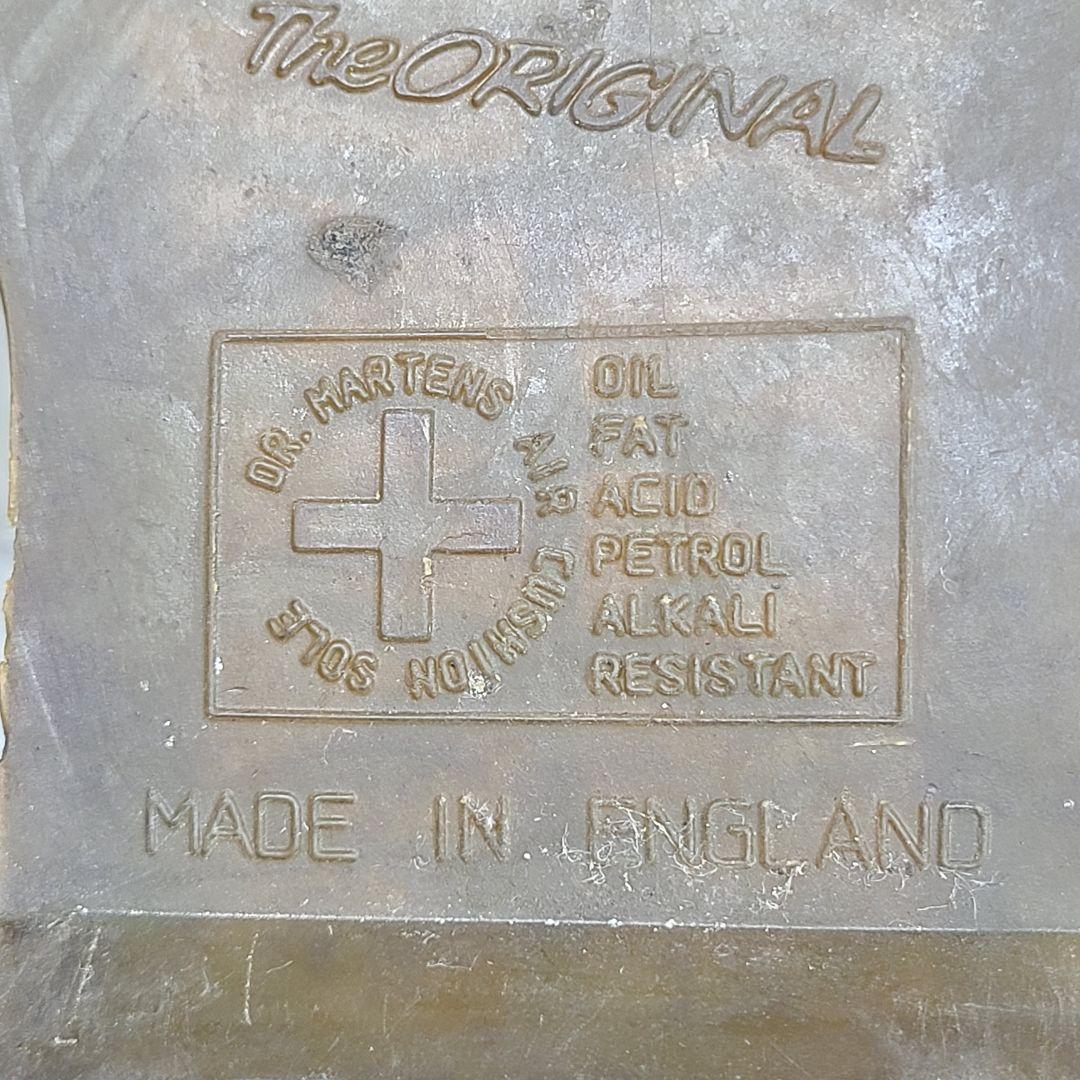 The ORIGINAL
DR. MARTENS AIR CUSHION SOLE
OIL
FAT
ACID
PETROL
ALKALI
RESISTANT
MADE IN ENGLAND